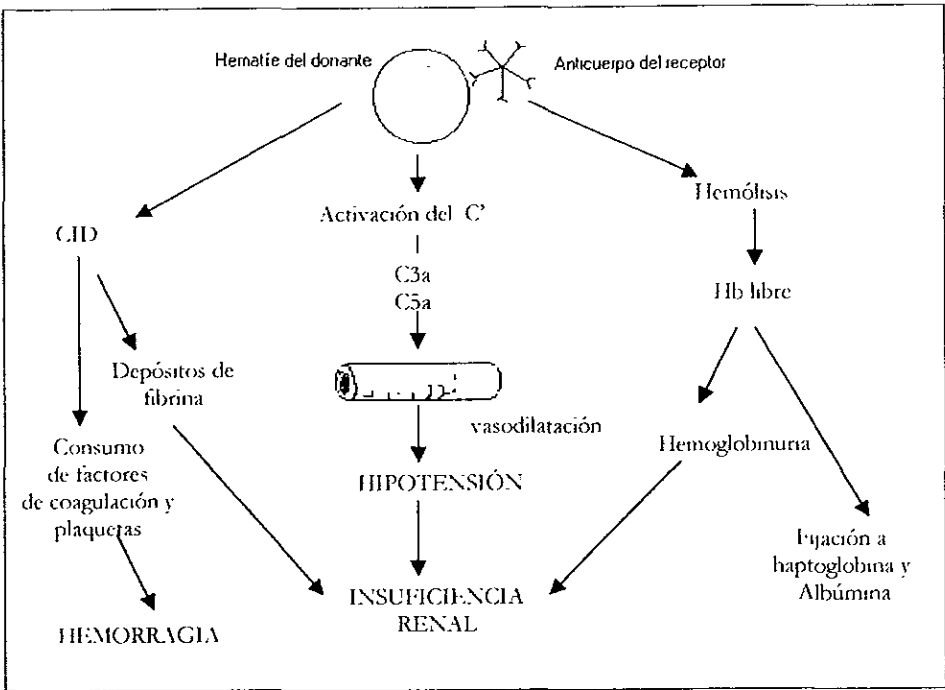 Hematíe del donante
Anticuerpo del receptor
Hemólisis
Activación del C'
CID
C3a
C5a
Hb libre
Depósitos de
fibrina
vasodilatación
Hemoglobinuria
Consumo
de factores
de coagulación y
plaquetas
HIPOTENSIÓN
Fijación a
haptoglobina y
Albúmina
INSUFICIENCIA
RENAL
HEMORRAGIA